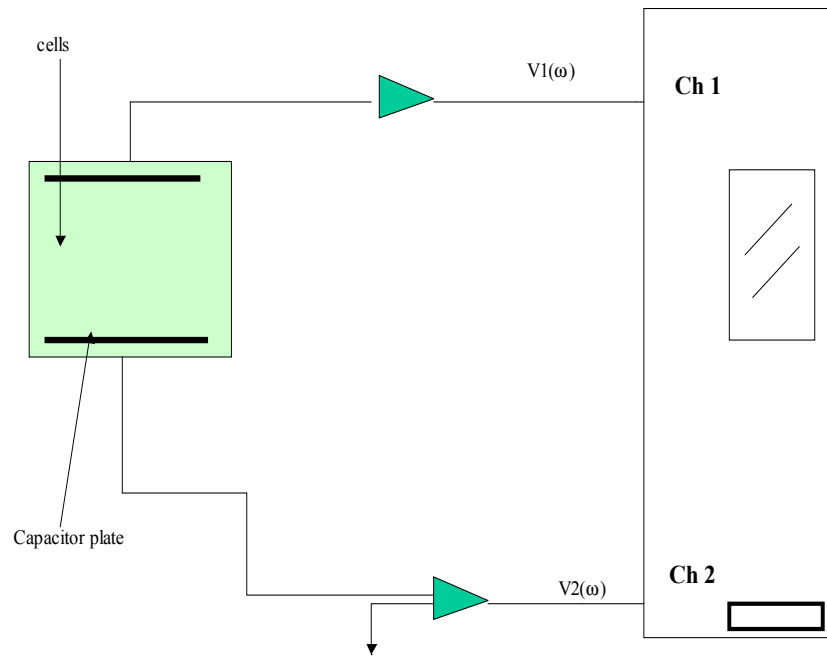 cells
V1(ω)
Ch 1
Capacitor plate
Ch 2
V2(ω)